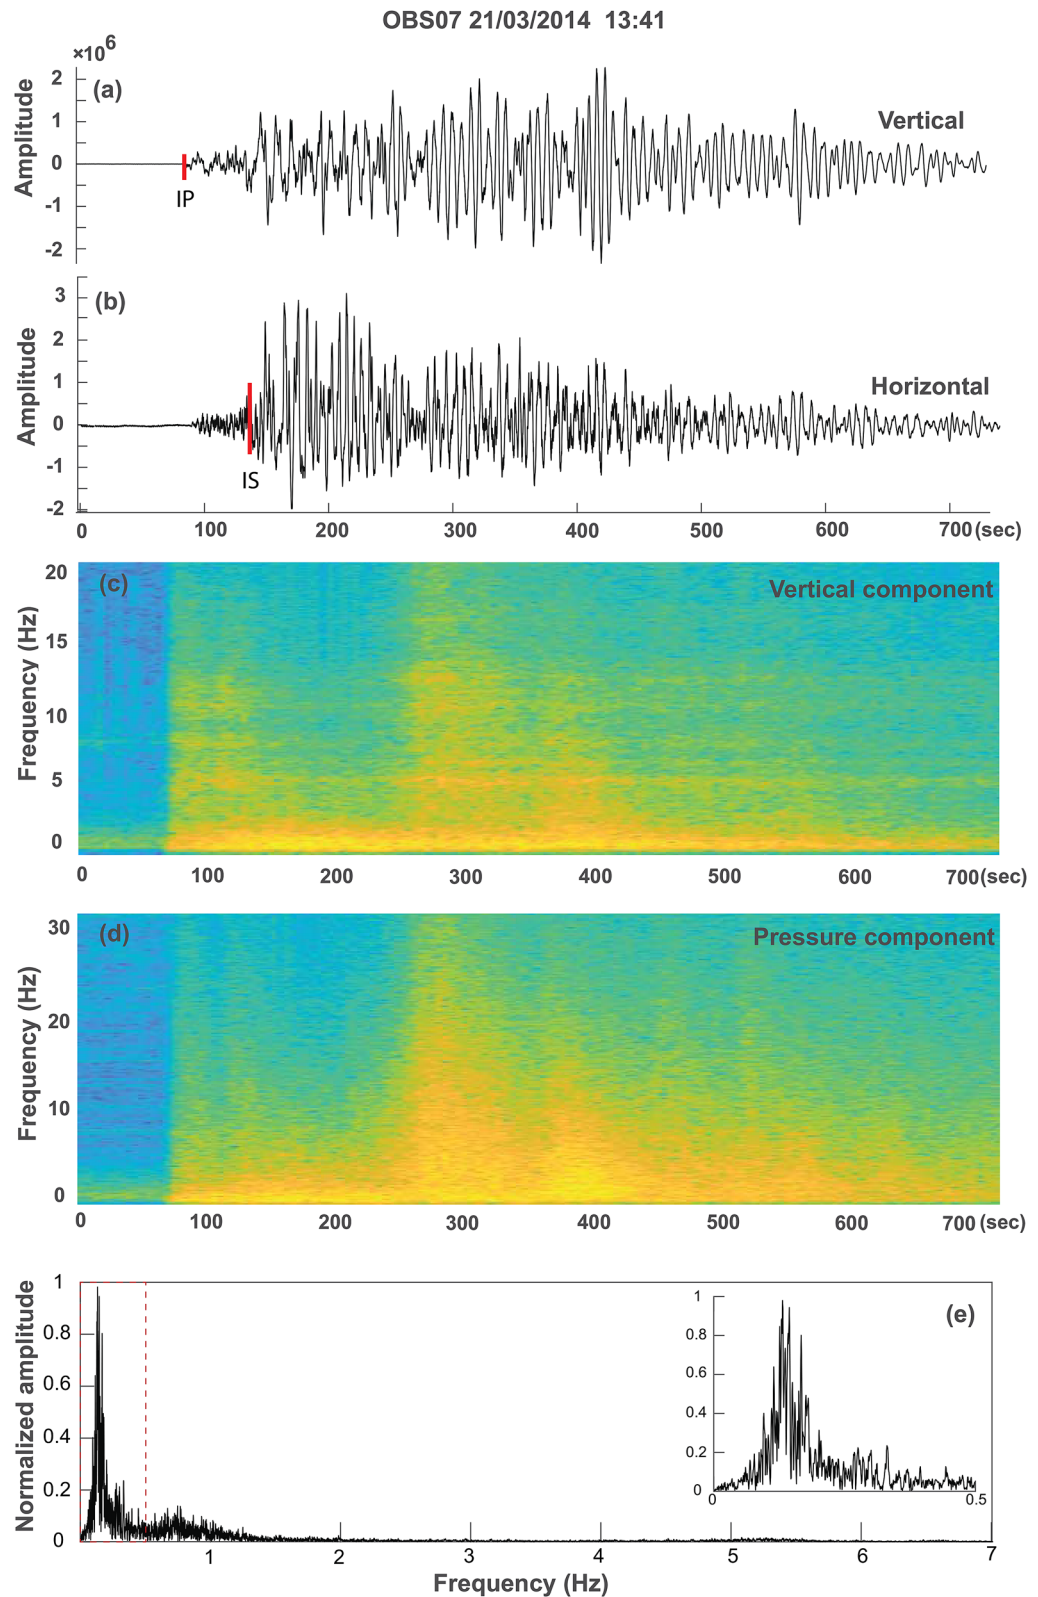 OBS07 21/03/2014 13:41
×10⁶
(a)
Amplitude
2
1
0
-1
-2
Vertical
IP
(b)
Amplitude
3
2
1
0
-1
-2
Horizontal
IS
0 100 200 300 400 500 600 700(sec)
(c)
Vertical component
Frequency (Hz)
20
15
10
5
0
0 100 200 300 400 500 600 700(sec)
(d)
Pressure component
Frequency (Hz)
30
20
10
0
0 100 200 300 400 500 600 700(sec)
Normalized amplitude
1
0.8
0.6
0.4
0.2
0
1 2 3 4 5 6 7
Frequency (Hz)
(e)
1
0.8
0.6
0.4
0.2
0
0 0.5